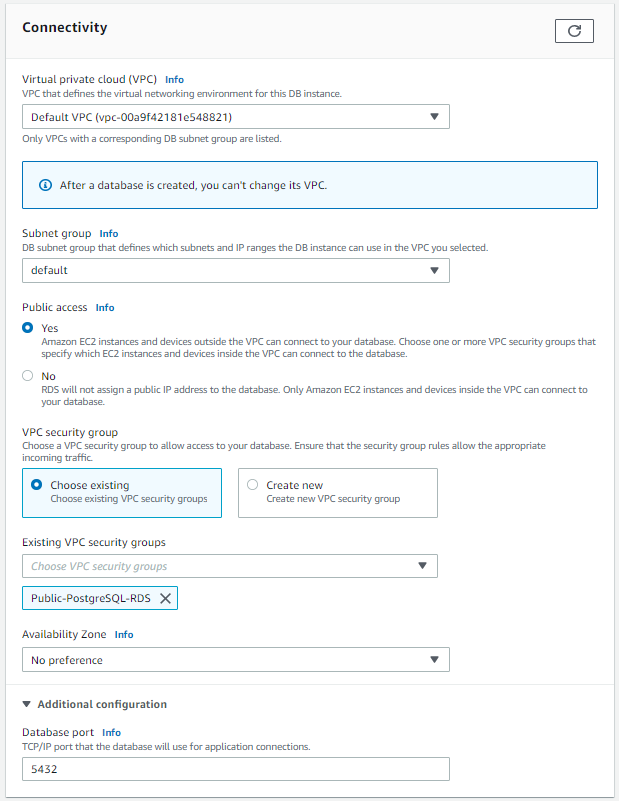 Connectivity
Virtual private cloud (VPC) Info
VPC that defines the virtual networking environment for this DB instance.
Default VPC (vpc-00a9f42181e548821)
Only VPCs with a corresponding DB subnet group are listed.
After a database is created, you can't change its VPC.
Subnet group Info
DB subnet group that defines which subnets and IP ranges the DB instance can use in the VPC you selected.
default
Public access Info
Yes
Amazon EC2 instances and devices outside the VPC can connect to your database. Choose one or more VPC security groups that
specify which EC2 instances and devices inside the VPC can connect to the database.
No
RDS will not assign a public IP address to the database. Only Amazon EC2 instances and devices inside the VPC can connect to
your database.
VPC security group
Choose a VPC security group to allow access to your database. Ensure that the security group rules allow the appropriate
incoming traffic.
Choose existing
Choose existing VPC security groups
Create new
Create new VPC security group
Existing VPC security groups
Choose VPC security groups
Public-PostgreSQL-RDS
Availability Zone Info
No preference
Additional configuration
Database port Info
TCP/IP port that the database will use for application connections.
5432